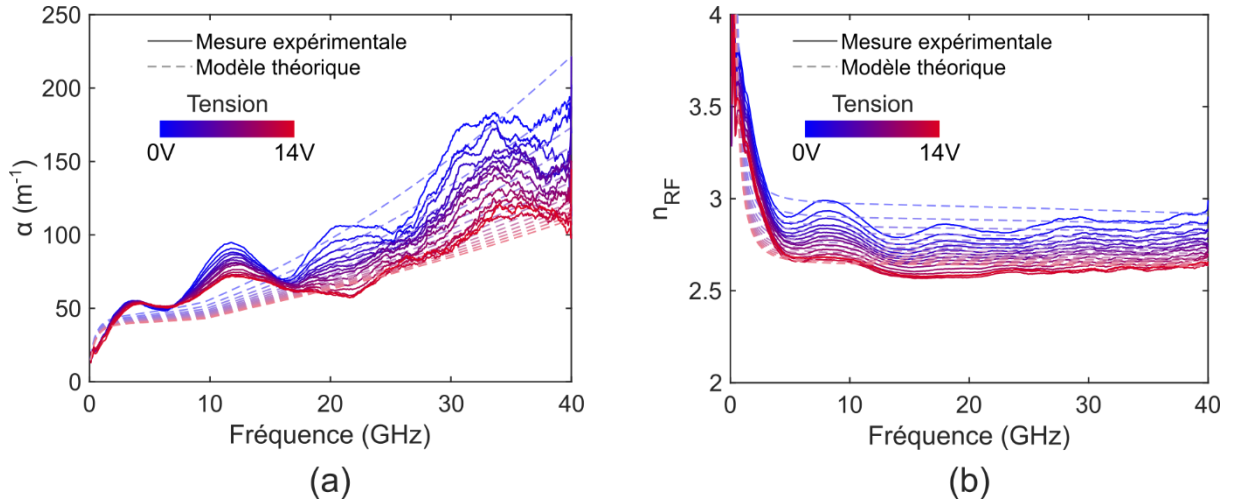 250
200
150
100
50
0
α (m⁻¹)
Mesure expérimentale
Modèle théorique
Tension
0V 14V
0 10 20 30 40
Fréquence (GHz)
(a)
4
3.5
3
2.5
2
nRF
Mesure expérimentale
Modèle théorique
Tension
0V 14V
0 10 20 30 40
Fréquence (GHz)
(b)